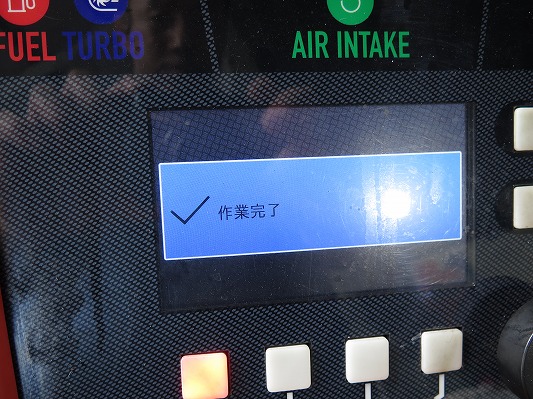 FUEL TURBO AIR INTAKE
作業完了